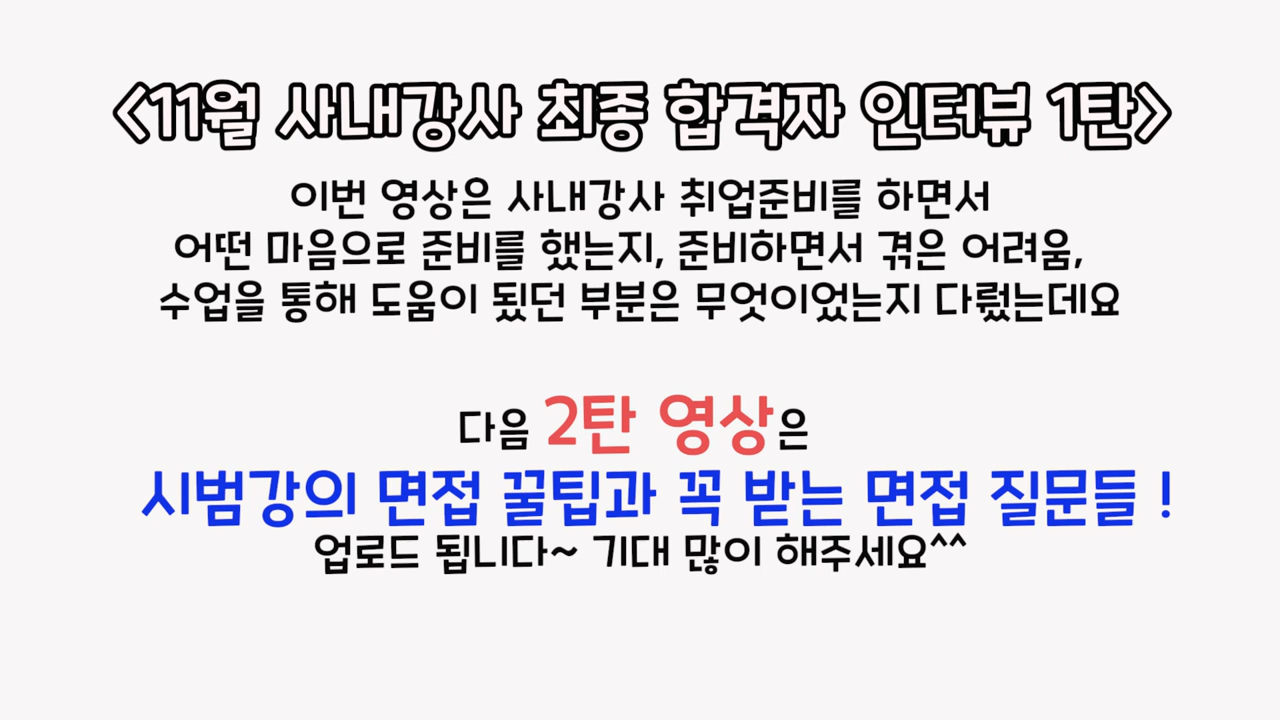 <11월 사내강사 최종 합격자 인터뷰 1탄>
이번 영상은 사내강사 취업준비를 하면서
어떤 마음으로 준비를 했는지, 준비하면서 겪은 어려움,
수업을 통해 도움이 됬던 부분은 무엇이었는지 다뤘는데요
다음 2탄 영상은
시범강의 면접 꿀팁과 꼭 받는 면접 질문들 !
업로드 됩니다~ 기대 많이 해주세요^^